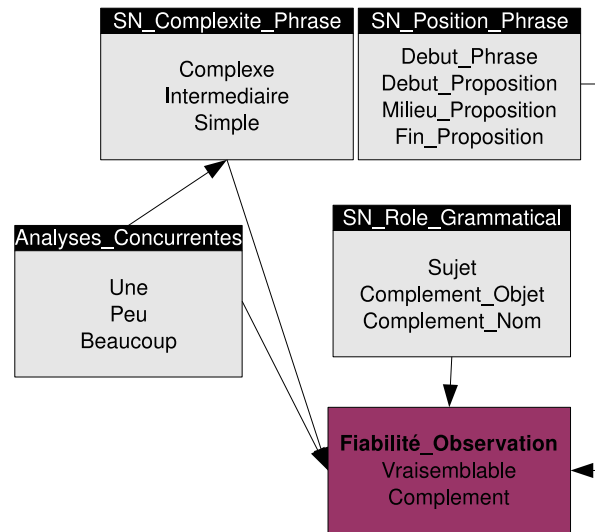 SN_Complexite_Phrase
Complexe
Intermediaire
Simple
SN_Position_Phrase
Debut_Phrase
Debut_Proposition
Milieu_Proposition
Fin_Proposition
Analyses_Concurrentes
Une
Peu
Beaucoup
SN_Role_Grammatical
Sujet
Complement_Objet
Complement_Nom
Fiabilité_Observation
Vraisemblable
Complement